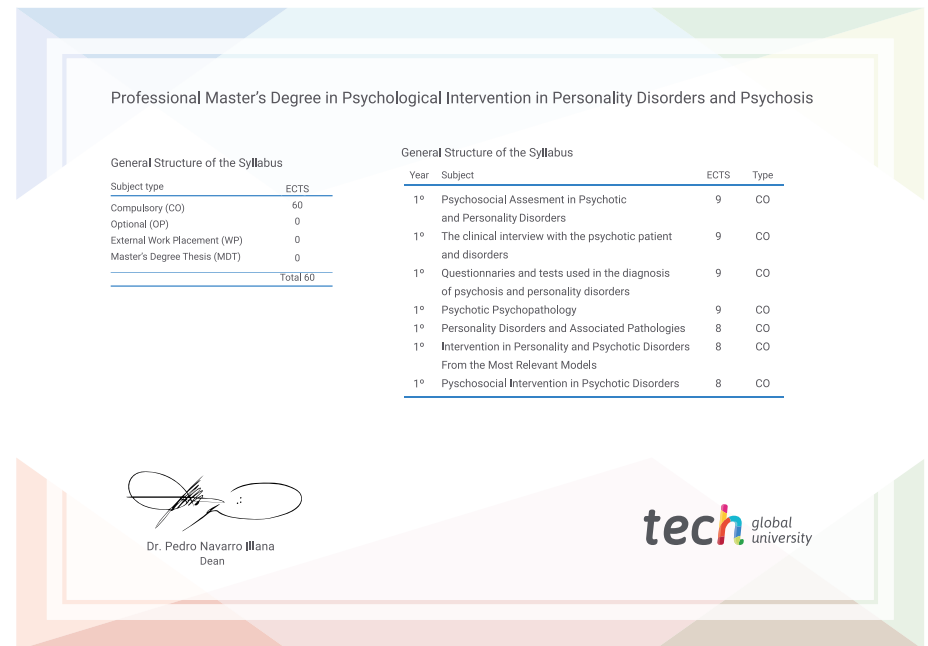 Professional Master's Degree in Psychological Intervention in Personality Disorders and Psychosis
General Structure of the Syllabus
Subject type ECTS
Compulsory (CO) 60
Optional (OP) 0
External Work Placement (WP) 0
Master's Degree Thesis (MDT) 0
Total 60
General Structure of the Syllabus
Year Subject ECTS Type
1º Psychosocial Assesment in Psychotic 9 CO
and Personality Disorders
1º The clinical interview with the psychotic patient 9 CO
and disorders
1º Questionnaries and tests used in the diagnosis 9 CO
of psychosis and personality disorders
1º Psychotic Psychopathology 9 CO
1º Personality Disorders and Associated Pathologies 8 CO
1º Intervention in Personality and Psychotic Disorders 8 CO
From the Most Relevant Models
1º Pyschosocial Intervention in Psychotic Disorders 8 CO
Dr. Pedro Navarro Illana
Dean
tech global
university